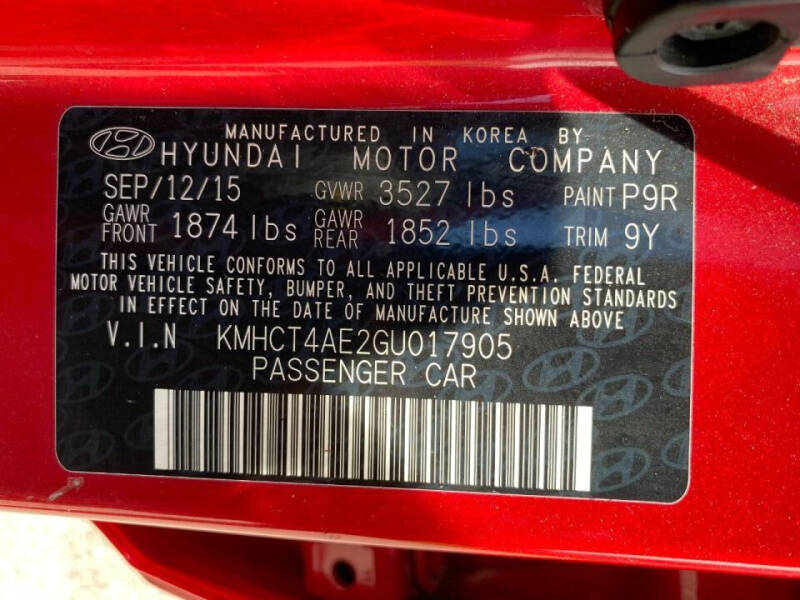 MANUFACTURED IN KOREA BY
HYUNDAI MOTOR COMPANY
SEP/12/15 GVWR 3527 lbs PAINT P9R
GAWR FRONT 1874 lbs GAWR REAR 1852 lbs TRIM 9Y
THIS VEHICLE CONFORMS TO ALL APPLICABLE U.S.A. FEDERAL
MOTOR VEHICLE SAFETY, BUMPER, AND THEFT PREVENTION STANDARDS
IN EFFECT ON THE DATE OF MANUFACTURE SHOWN ABOVE
V.I.N KMHCT4AE2GU017905
PASSENGER CAR